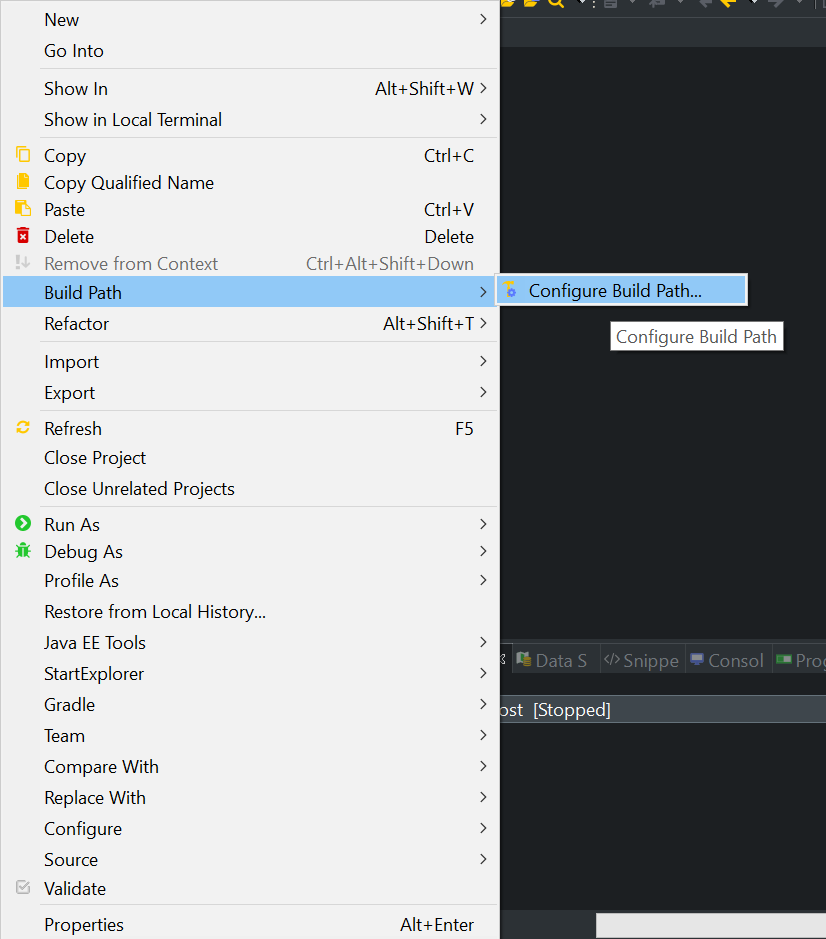 New
Go Into
Show In Alt+Shift+W
Show in Local Terminal
Copy Ctrl+C
Copy Qualified Name
Paste Ctrl+V
Delete Delete
Remove from Context Ctrl+Alt+Shift+Down
Build Path
Configure Build Path...
Refactor Alt+Shift+T
Configure Build Path
Import
Export
Refresh F5
Close Project
Close Unrelated Projects
Run As
Debug As
Profile As
Restore from Local History...
Java EE Tools
Data S </> Snippe Consol Prog
StartExplorer
Gradle
ost [Stopped]
Team
Compare With
Replace With
Configure
Source
Validate
Properties Alt+Enter